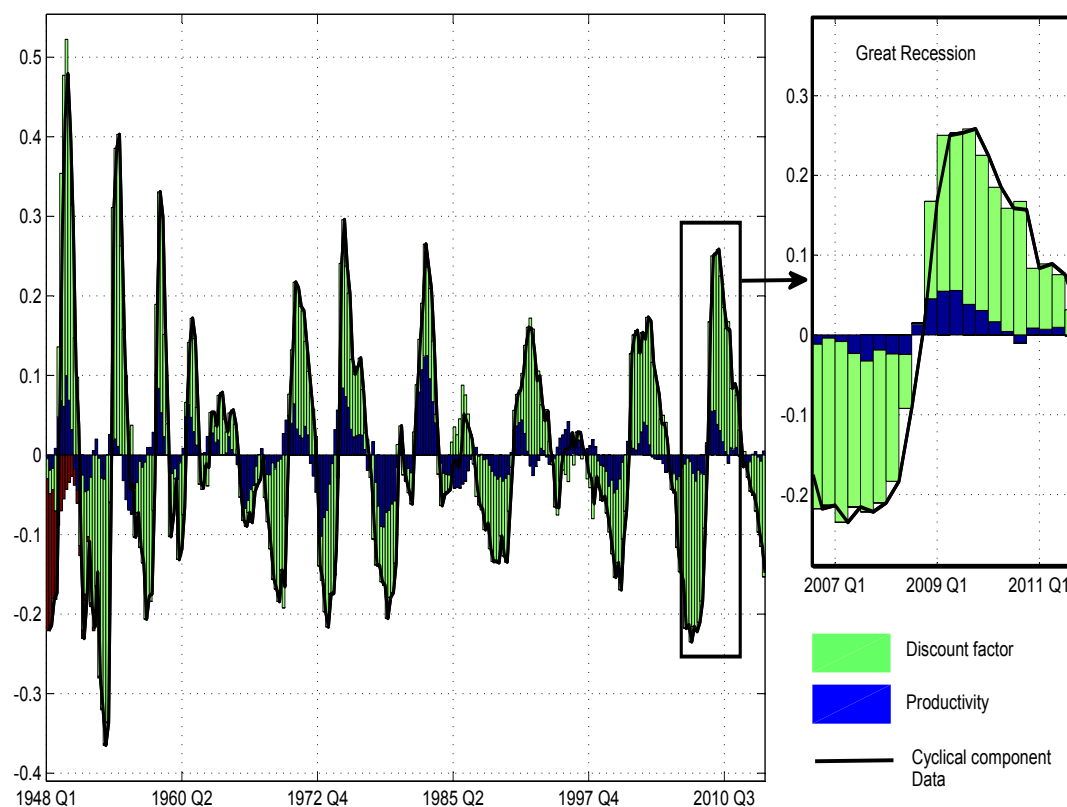 0.5
0.4
0.3
0.2
0.1
0
-0.1
-0.2
-0.3
-0.4
1948 Q1
1960 Q2
1972 Q4
1985 Q2
1997 Q4
2010 Q3
Great Recession
0.3
0.2
0.1
0
-0.1
-0.2
2007 Q1
2009 Q1
2011 Q1
Discount factor
Productivity
Cyclical component
Data